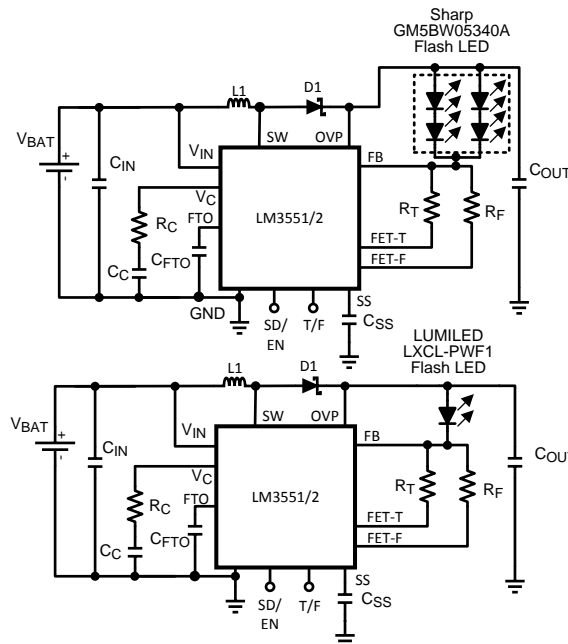 Sharp
GM5BW05340A
Flash LED
L1
D1
VBAT
+
-
CIN
VIN
SW
OVP
FB
COUT
VC
RC
FTO
LM3551/2
RT
RF
CC
CFTO
FET-T
FET-F
GND
SD/
EN
T/F
SS
CSS
LUMILED
LXCL-PWF1
Flash LED
L1
D1
VBAT
+
-
CIN
VIN
SW
OVP
FB
COUT
VC
RC
FTO
LM3551/2
RT
RF
CC
CFTO
FET-T
FET-F
SD/
EN
T/F
SS
CSS